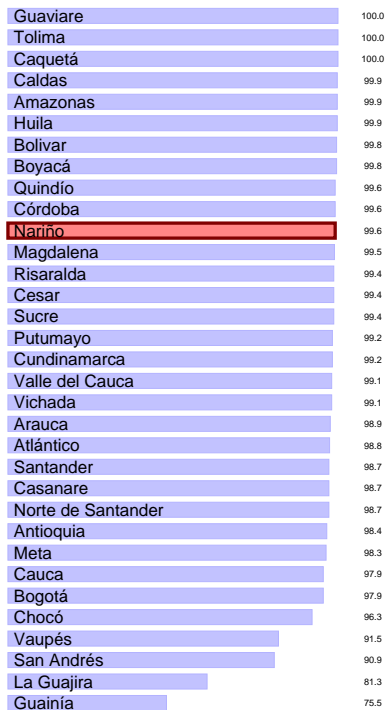 Guaviare 100.0
Tolima 100.0
Caquetá 100.0
Caldas 99.9
Amazonas 99.9
Huila 99.9
Bolivar 99.8
Boyacá 99.8
Quindío 99.6
Córdoba 99.6
Nariño 99.6
Magdalena 99.5
Risaralda 99.4
Cesar 99.4
Sucre 99.4
Putumayo 99.2
Cundinamarca 99.2
Valle del Cauca 99.1
Vichada 99.1
Arauca 98.9
Atlántico 98.8
Santander 98.7
Casanare 98.7
Norte de Santander 98.7
Antioquia 98.4
Meta 98.3
Cauca 97.9
Bogotá 97.9
Chocó 96.3
Vaupés 91.5
San Andrés 90.9
La Guajira 81.3
Guainía 75.5